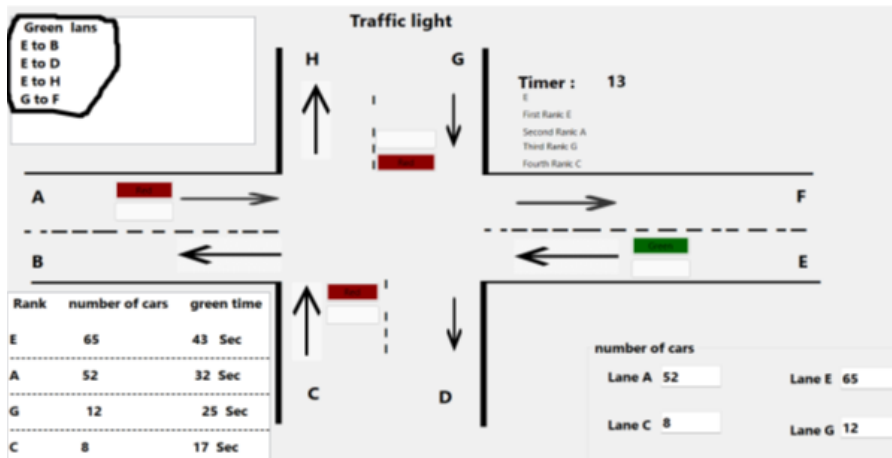 Traffic light
Green lans
E to B
E to D
E to H
G to F
H
G
Timer : 13
E
First Ranic E
Second Ranic A
Third Ranic G
Fourth Ranic C
Red
A
Red
F
B
Green
E
Rank number of cars green time
E 65 43 Sec
A 52 32 Sec
G 12 25 Sec
C 8 17 Sec
C
D
number of cars
Lane A 52 Lane E 65
Lane C 8 Lane G 12